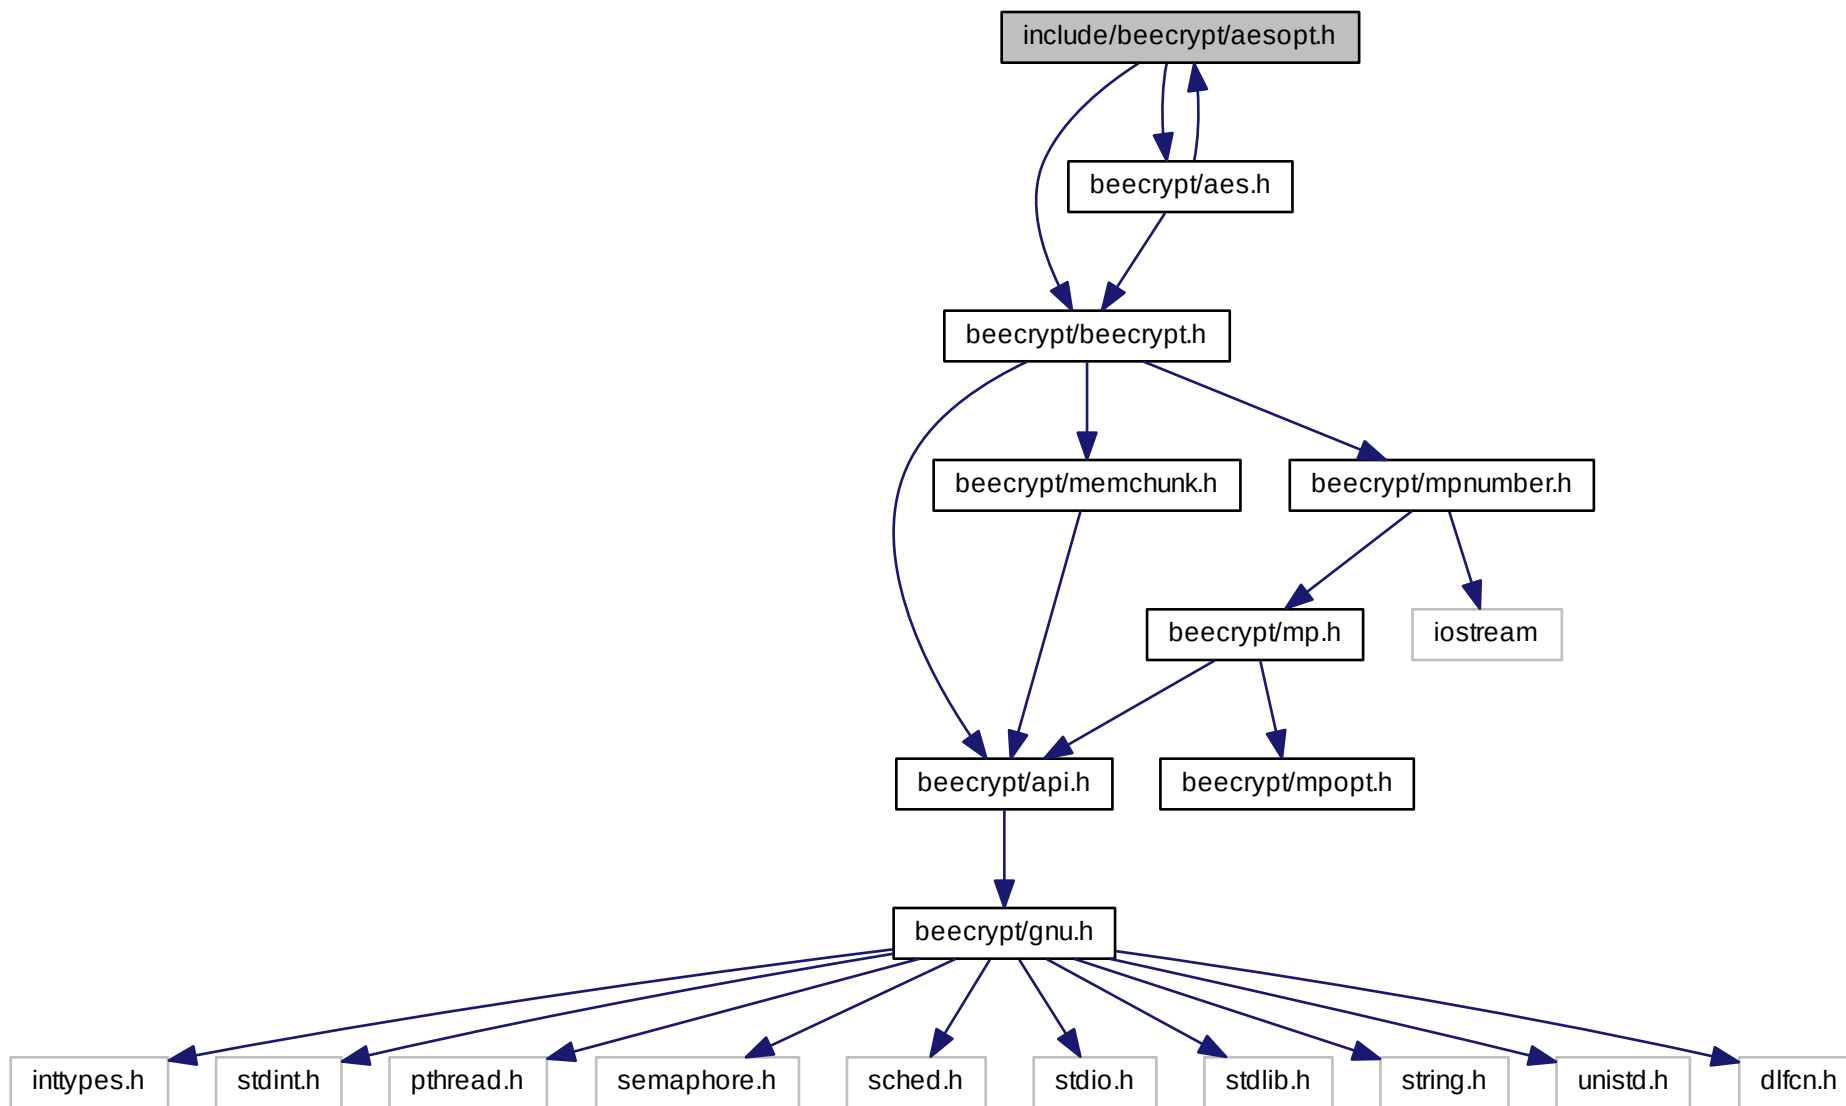 include/beecrypt/aesopt.h
beecrypt/aes.h
beecrypt/beecrypt.h
beecrypt/memchunk.h
beecrypt/mpnumber.h
beecrypt/mp.h
iostream
beecrypt/api.h
beecrypt/mpopt.h
beecrypt/gnu.h
inttypes.h
stdint.h
pthread.h
semaphore.h
sched.h
stdio.h
stdlib.h
string.h
unistd.h
dlfcn.h